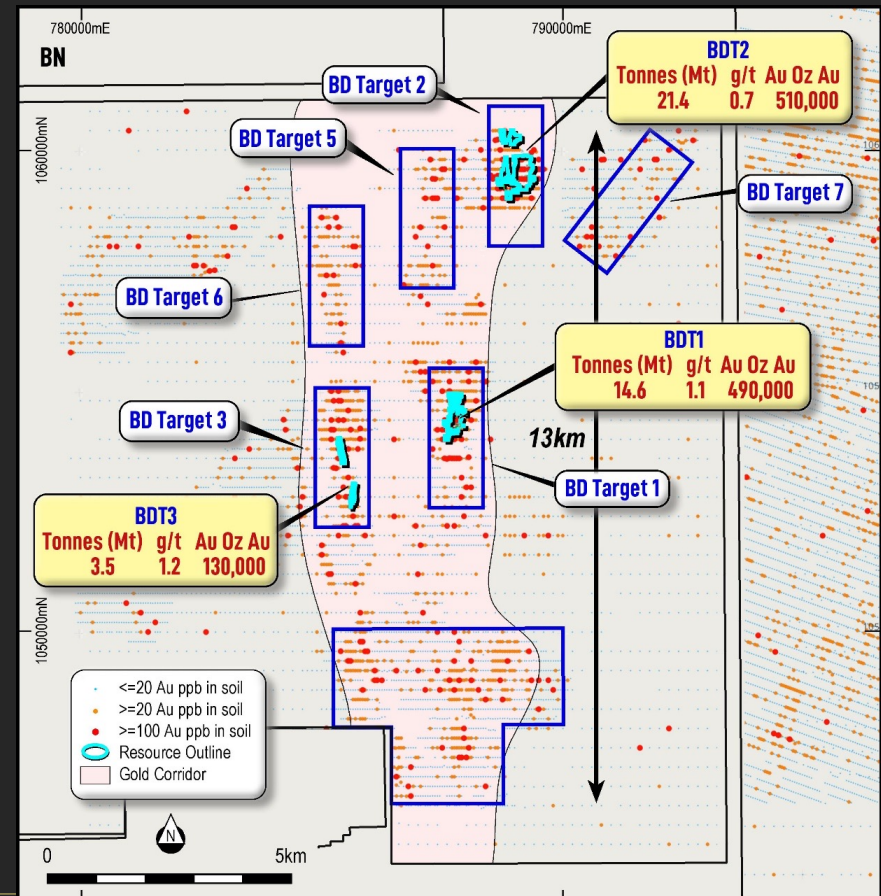 780000mE
790000mE
BN
BD Target 2
BDT2
Tonnes (Mt) g/t Au Oz Au
21.4 0.7 510,000
BD Target 5
1060000mN
106
BD Target 7
BD Target 6
BDT1
Tonnes (Mt) g/t Au Oz Au
14.6 1.1 490,000
105
BD Target 3
13km
BD Target 1
BDT3
Tonnes (Mt) g/t Au Oz Au
3.5 1.2 130,000
1050000mN
105
<=20 Au ppb in soil
>=20 Au ppb in soil
>=100 Au ppb in soil
Resource Outline
Gold Corridor
N
0 5km